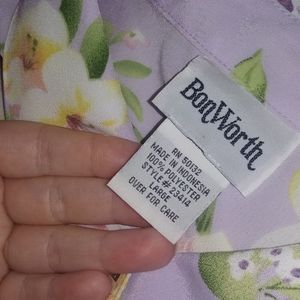 BonWorth
RN 50132
MADE IN INDONESIA
100% POLYESTER
STYLE# 23414
LARGE
OVER FOR CARE